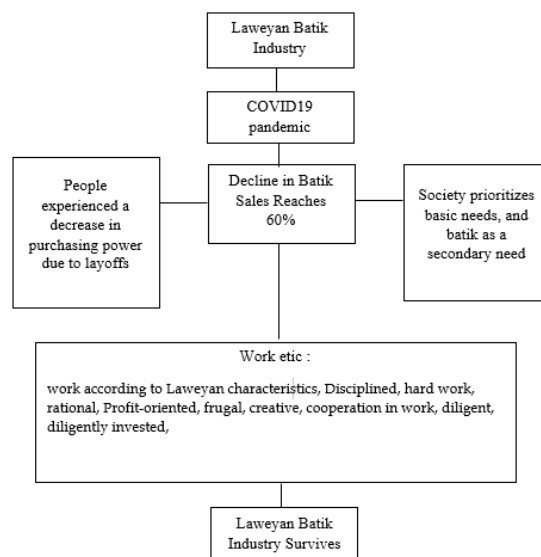 Laweyan Batik
Industry
COVID19
pandemic
People
experienced a
decrease in
purchasing power
due to layoffs
Decline in Batik
Sales Reaches
60%
Society prioritizes
basic needs, and
batik as a
secondary need
Work etic :
work according to Laweyan characteristics, Disciplined, hard work,
rational, Profit-oriented, frugal, creative, cooperation in work, diligent,
diligently invested,
Laweyan Batik
Industry Survives